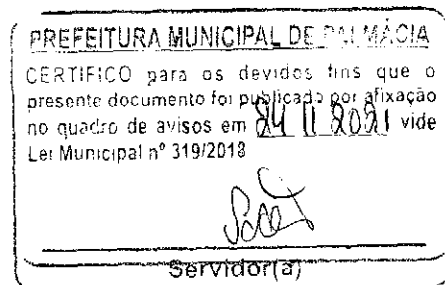 PREFEITURA MUNICIPAL DE PALMÁCIA
CERTIFICO para os devidos fins que o
presente documento foi publicado por afixação
no quadro de avisos em 24 11 2021 vide
Lei Municipal nº 319/2018
Servidor(a)